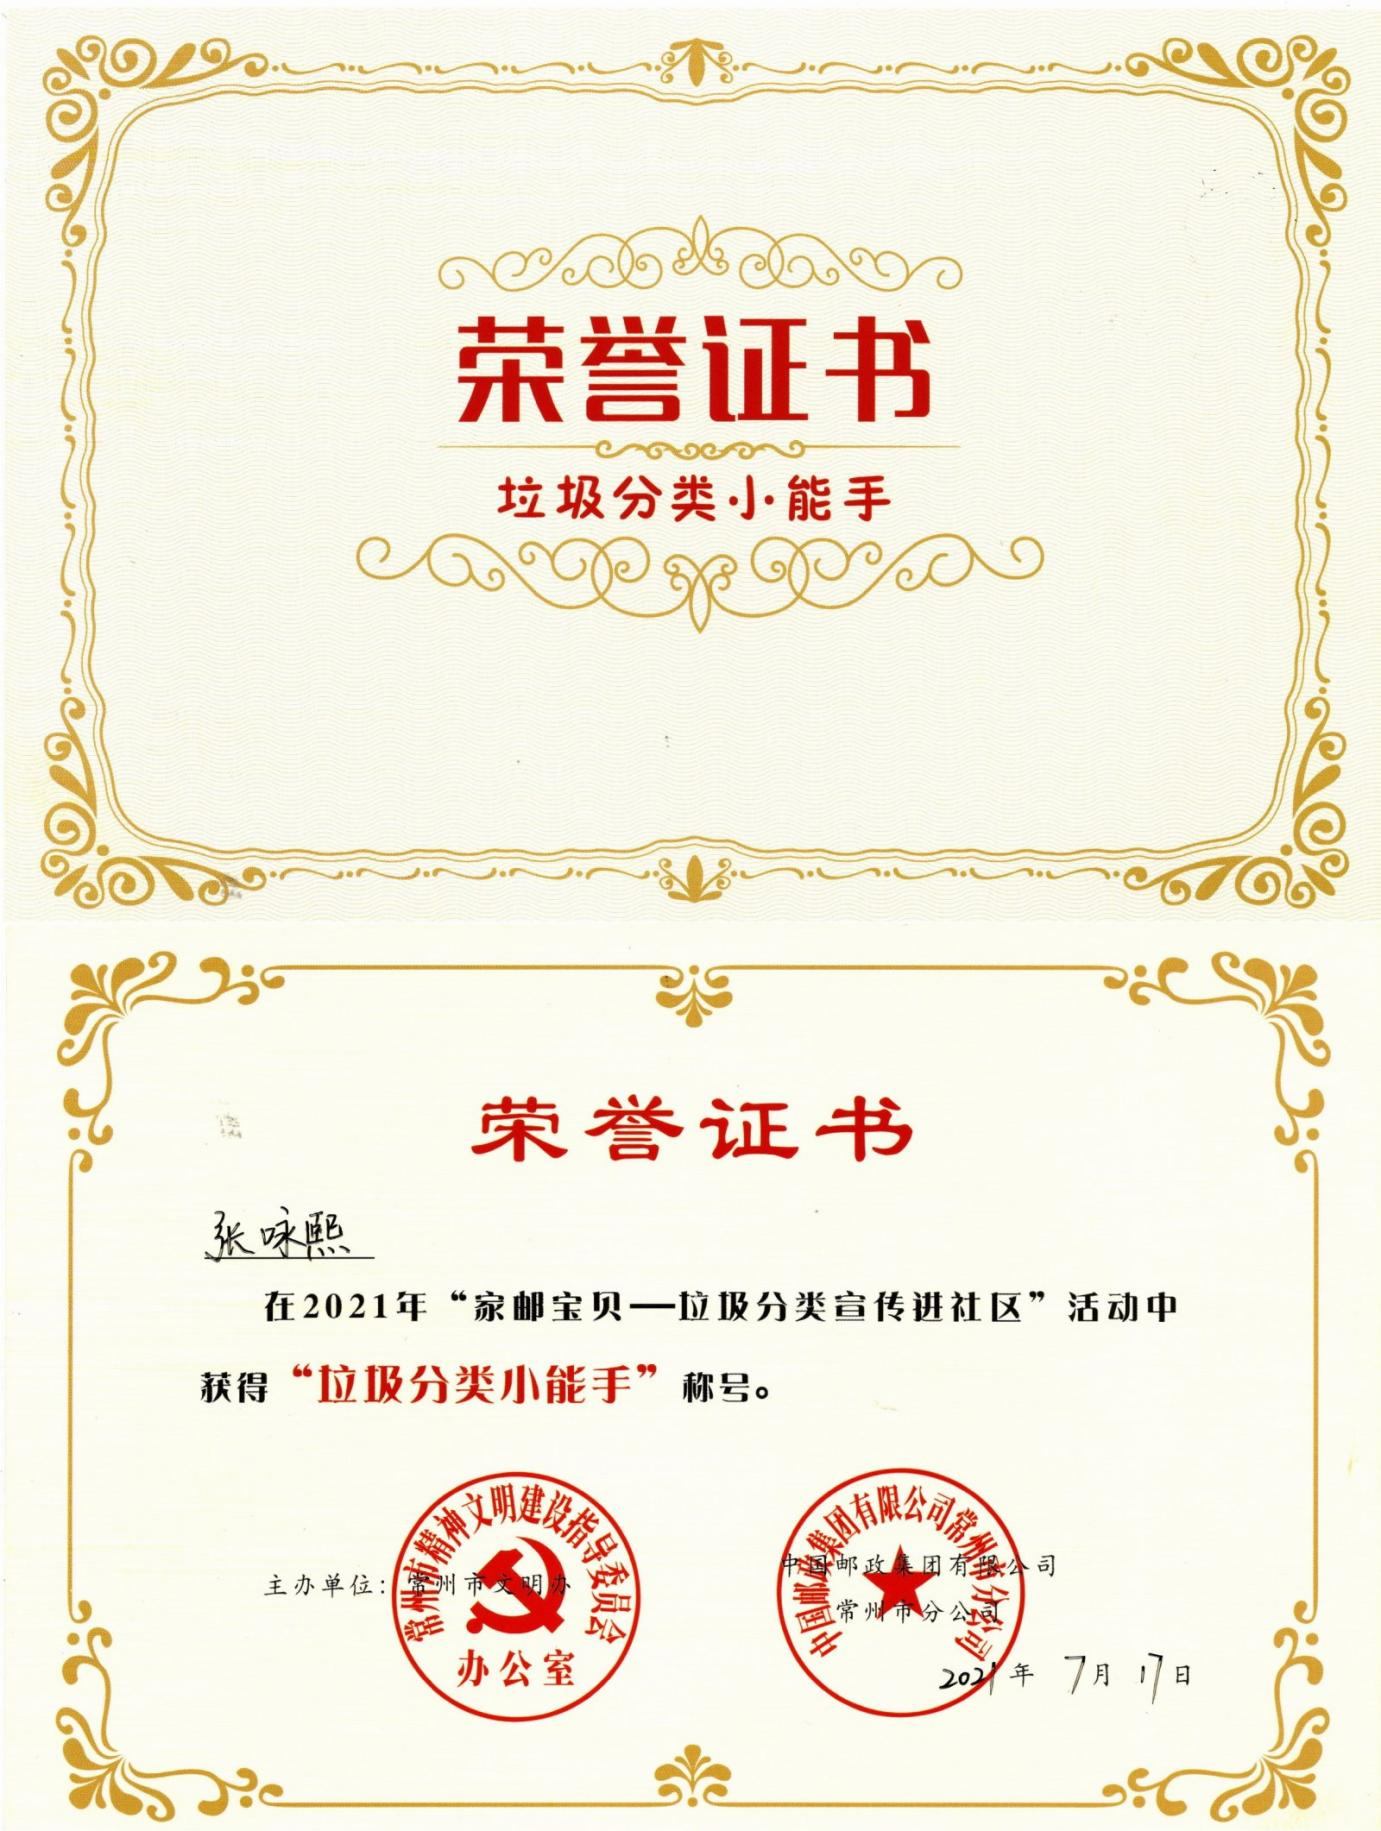 荣誉证书
垃圾分类小能手
荣誉证书
张咏熙
在2021年“家邮宝贝—垃圾分类宣传进社区”活动中
获得“垃圾分类小能手”称号。
常州市精神文明建设指导委员会
办公室
主办单位：常州市文明办
中国邮政集团有限公司常州市分公司
中国邮政集团有限公司
常州市分公司
2021年 7月 17日